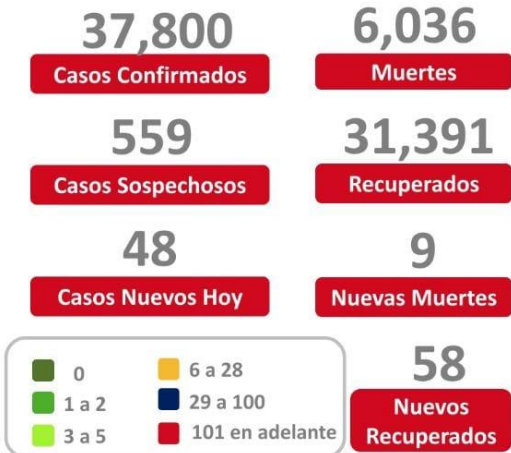 37,800
Casos Confirmados
6,036
Muertes
559
Casos Sospechosos
31,391
Recuperados
48
Casos Nuevos Hoy
9
Nuevas Muertes
0
1 a 2
3 a 5
6 a 28
29 a 100
101 en adelante
58
Nuevos
Recuperados